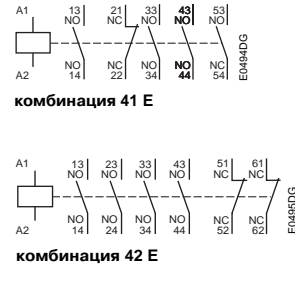 A1 13 21 33 43 53
NO NC NO NO NO
NO NC NO NO NC
A2 14 22 34 44 54
E0494DG
комбинация 41 E
A1 13 23 33 43 51 61
NO NO NO NO NC NC
NO NO NO NO NC NC
A2 14 24 34 44 52 62
E0495DG
комбинация 42 E